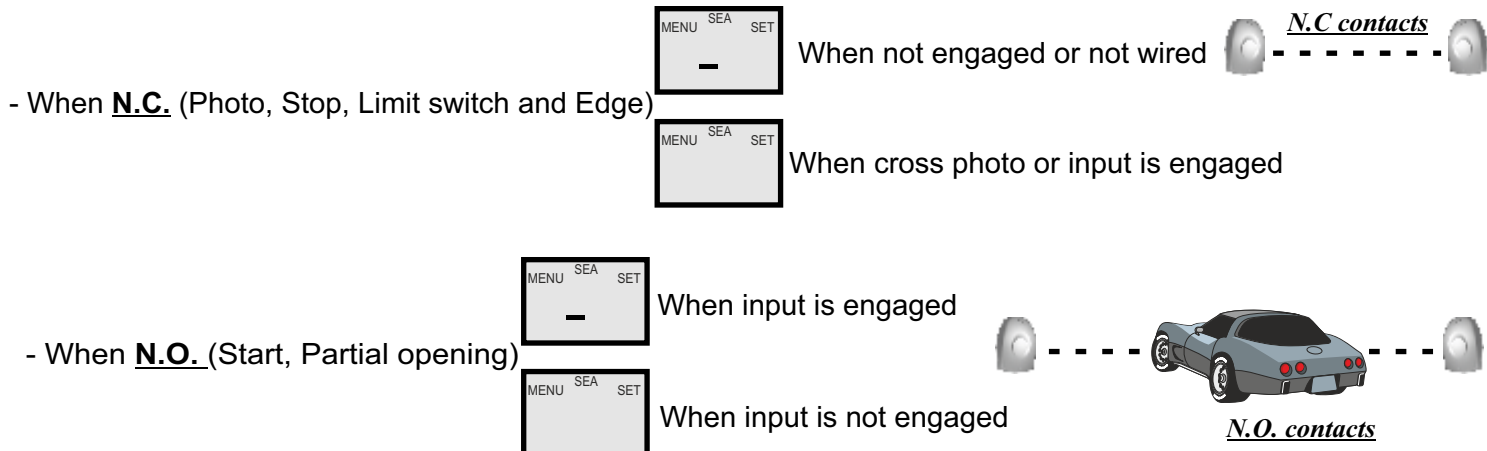 MENU SEA SET
When not engaged or not wired
N.C contacts
- When N.C. (Photo, Stop, Limit switch and Edge)
MENU SEA SET
When cross photo or input is engaged
MENU SEA SET
When input is engaged
- When N.O. (Start, Partial opening)
MENU SEA SET
When input is not engaged
N.O. contacts